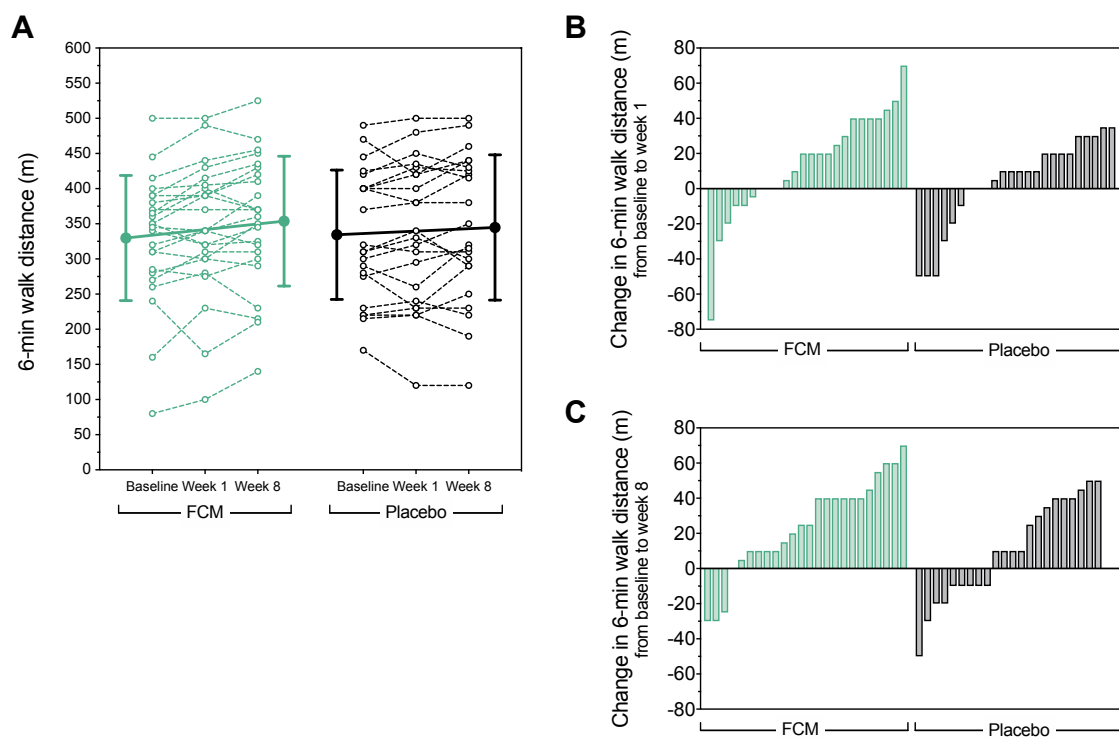 A
6-min walk distance (m)
600
550
500
450
400
350
300
250
200
150
100
50
0
Baseline Week 1 Week 8
Baseline Week 1 Week 8
FCM
Placebo
B
Change in 6-min walk distance (m)
from baseline to week 1
80
60
40
20
0
-20
-40
-60
-80
FCM
Placebo
C
Change in 6-min walk distance (m)
from baseline to week 8
80
60
40
20
0
-20
-40
-60
-80
FCM
Placebo